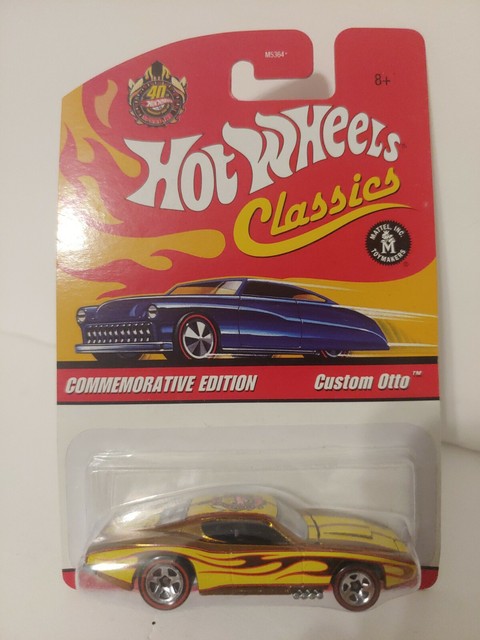 M5364
8+
40
Hot Wheels
Classics
MATTEL, INC.
M
TOYMAKERS
COMMEMORATIVE EDITION
Custom Otto™